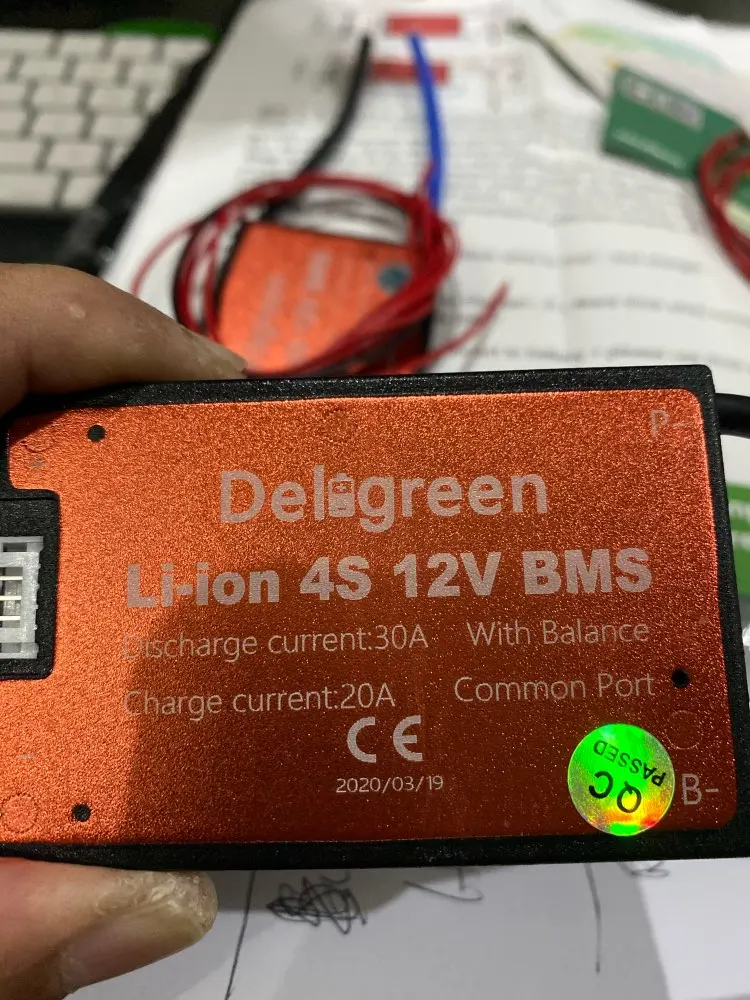 P-
+
Deligreen
Li-ion 4S 12V BMS
Discharge current:30A With Balance
Charge current:20A Common Port
CE
2020/03/19
QC
PASSED
B-
-